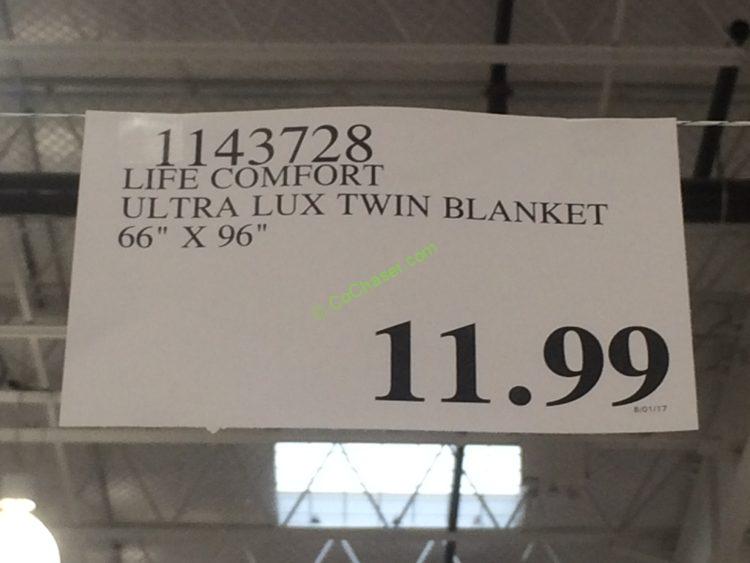 1143728
LIFE COMFORT
ULTRA LUX TWIN BLANKET
66" X 96"
© CoChaser.com
11.99
8/01/17